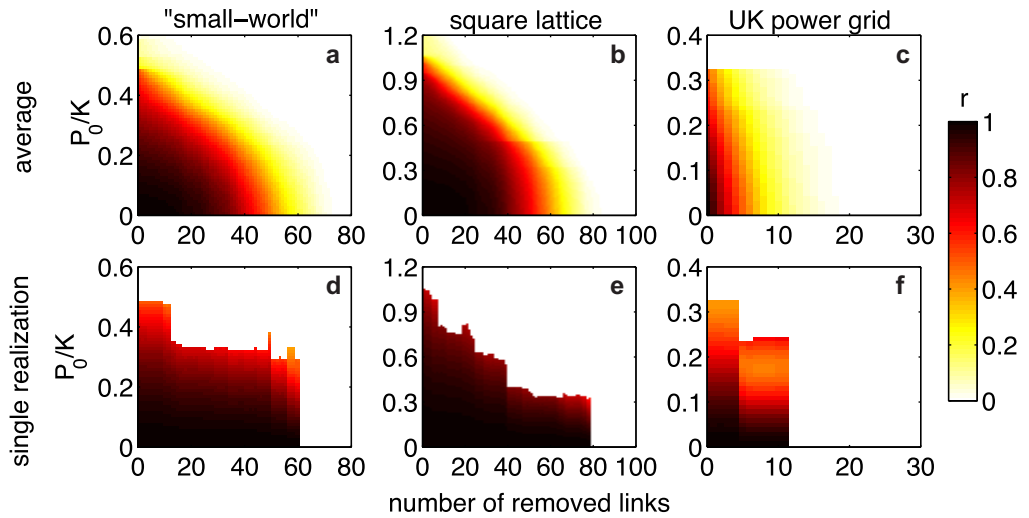 "small−world"
square lattice
UK power grid
average
P0/K
0.6
0.4
0.2
0
a
0 20 40 60 80
1.2
0.9
0.6
0.3
0
b
0 20 40 60 80 100
0.4
0.3
0.2
0.1
0
c
0 10 20 30
r
1
0.8
0.6
0.4
0.2
0
single realization
P0/K
0.6
0.4
0.2
0
d
0 20 40 60 80
1.2
0.9
0.6
0.3
0
e
0 20 40 60 80 100
0.4
0.3
0.2
0.1
0
f
0 10 20 30
number of removed links